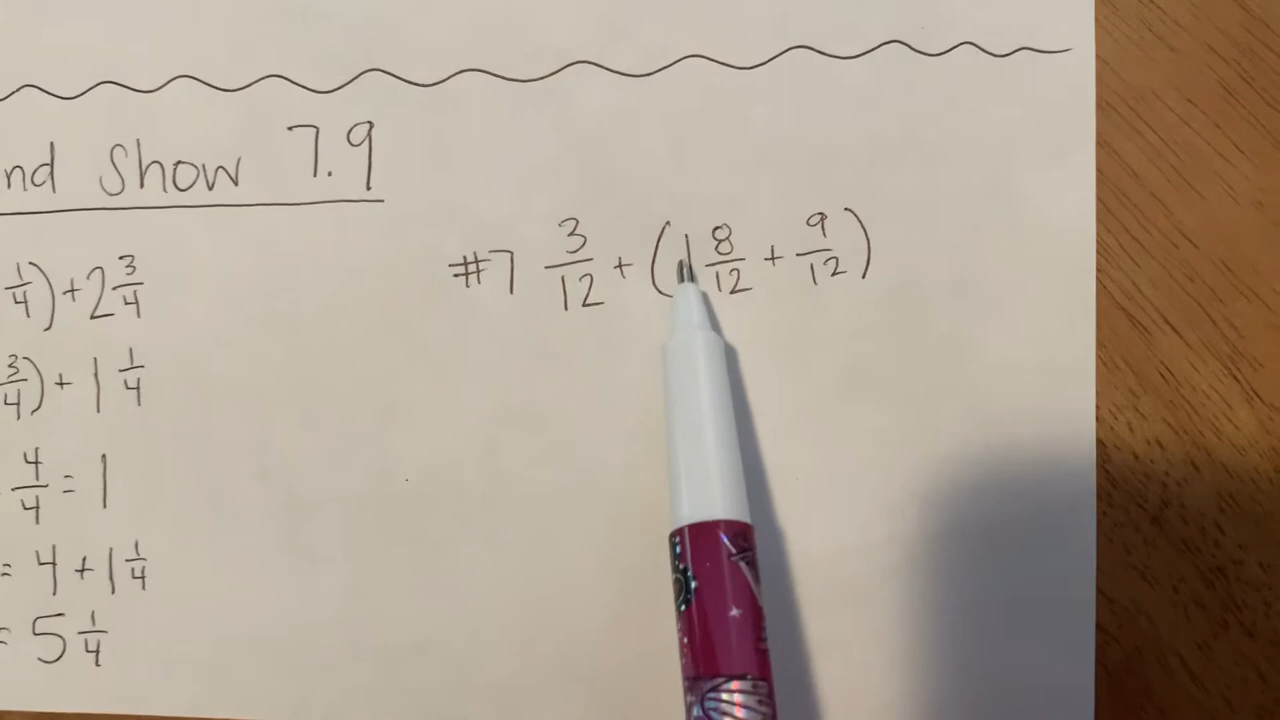 nd Show 7.9
1/4) + 2 3/4
3/4) + 1 1/4
4/4 = 1
= 4 + 1 1/4
= 5 1/4
#7 3/12 + (1 8/12 + 9/12)